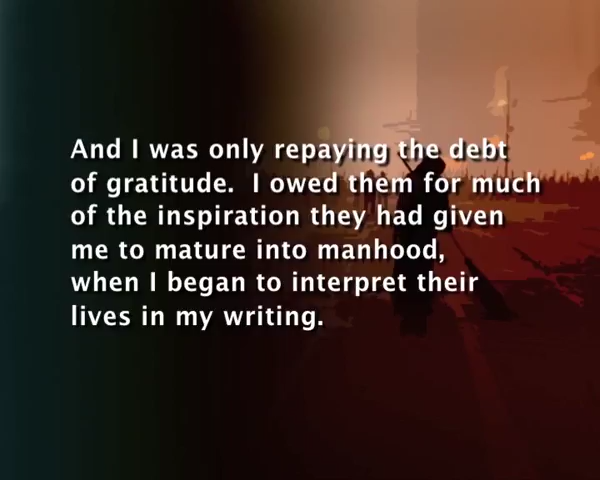 And I was only repaying the debt
of gratitude.  I owed them for much
of the inspiration they had given
me to mature into manhood,
when I began to interpret their
lives in my writing.